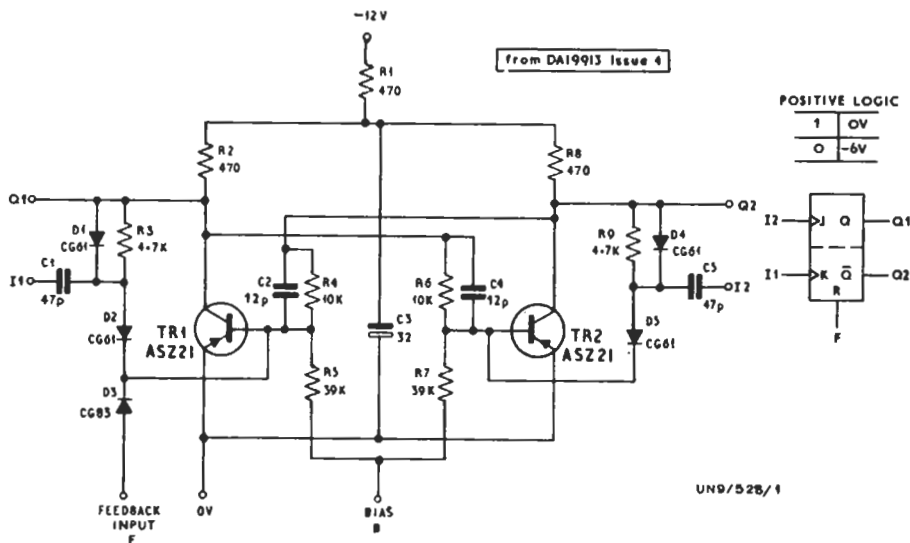 -12V
from DA19913 Issue 4
R1
470
POSITIVE LOGIC
1 0V
0 -6V
R2
470
R8
470
Q1
Q2
D1
CG61
R3
4·7K
R9
4·7K
D4
CG61
I2 J Q Q1
C1
I1
47p
C2
12p
R4
10K
R6
10K
C4
12p
C5
I2
47p
I1 K Q̄ Q2
R
F
D2
CG61
TR1
ASZ21
C3
32
TR2
ASZ21
D5
CG61
R5
39K
R7
39K
D3
CG83
FEEDBACK
INPUT
F
0V
BIAS
B
UN9/528/1